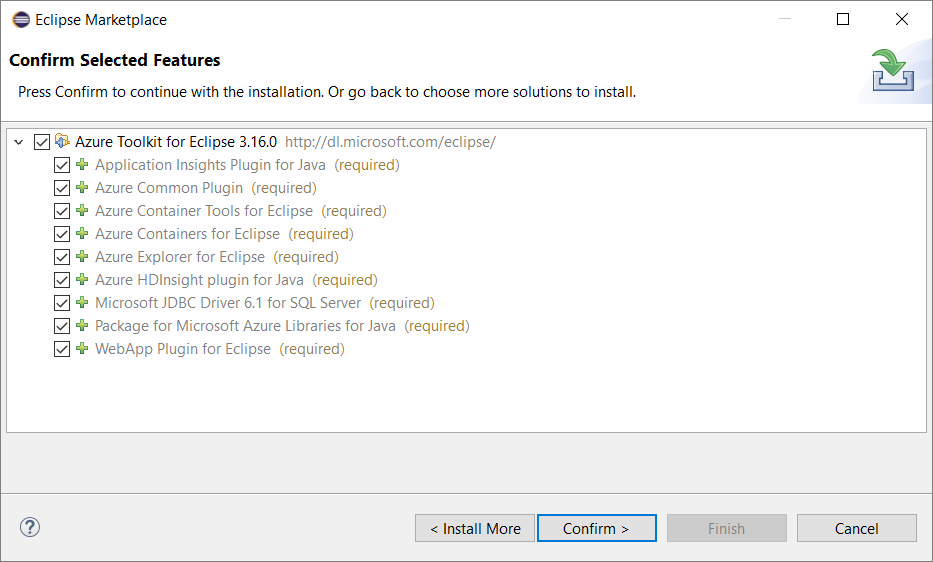 Eclipse Marketplace
Confirm Selected Features
Press Confirm to continue with the installation. Or go back to choose more solutions to install.
Azure Toolkit for Eclipse 3.16.0 http://dl.microsoft.com/eclipse/
Application Insights Plugin for Java (required)
Azure Common Plugin (required)
Azure Container Tools for Eclipse (required)
Azure Containers for Eclipse (required)
Azure Explorer for Eclipse (required)
Azure HDInsight plugin for Java (required)
Microsoft JDBC Driver 6.1 for SQL Server (required)
Package for Microsoft Azure Libraries for Java (required)
WebApp Plugin for Eclipse (required)
? < Install More Confirm > Finish Cancel